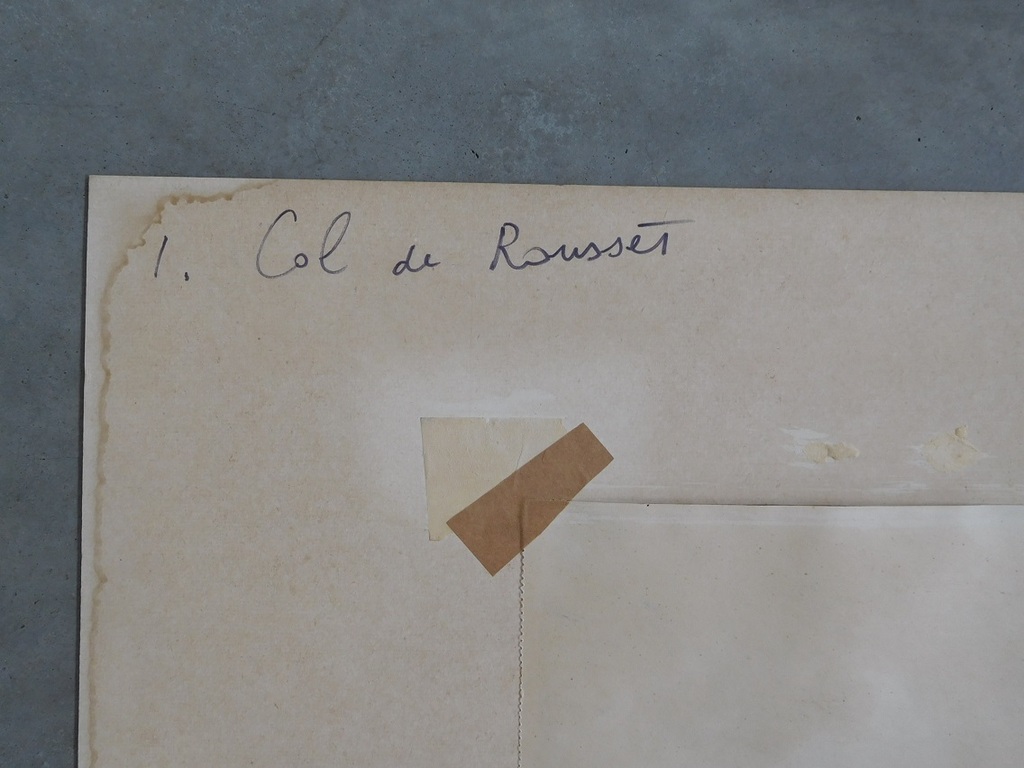 1. Col de Rousset